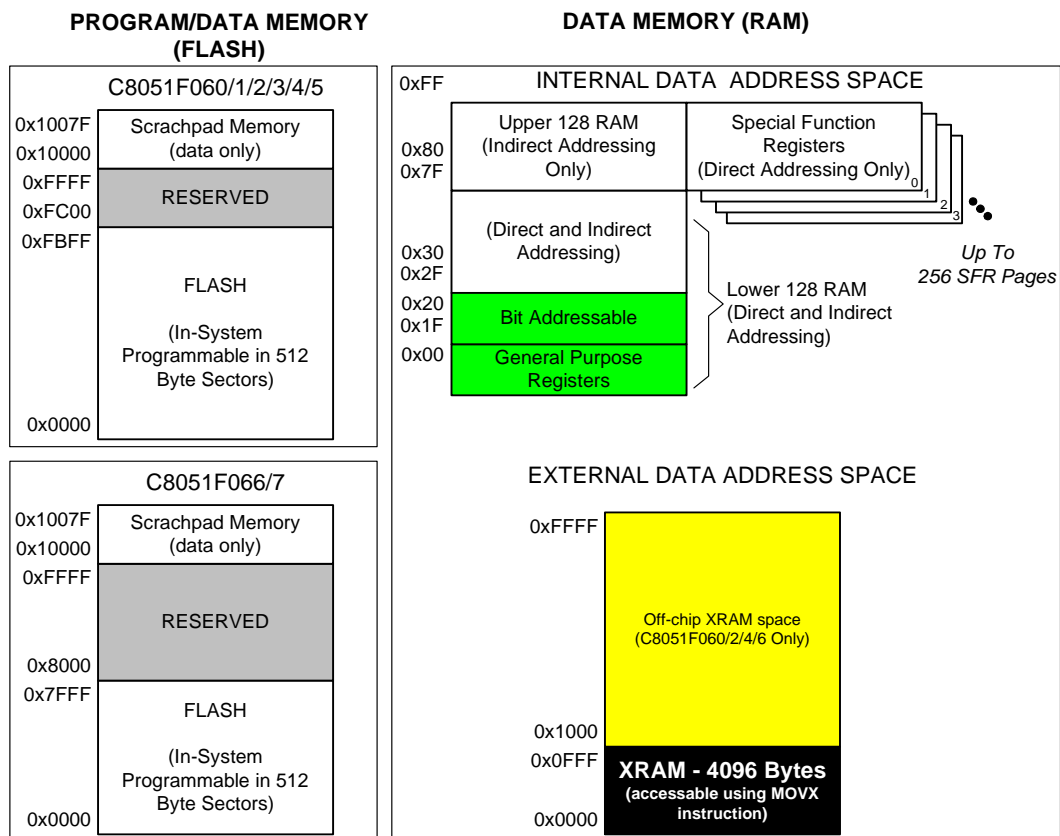 PROGRAM/DATA MEMORY
(FLASH)
C8051F060/1/2/3/4/5
0x1007F
0x10000
Scrachpad Memory
(data only)
0xFFFF
0xFC00
RESERVED
0xFBFF
FLASH
(In-System
Programmable in 512
Byte Sectors)
0x0000
C8051F066/7
0x1007F
0x10000
Scrachpad Memory
(data only)
0xFFFF
RESERVED
0x8000
0x7FFF
FLASH
(In-System
Programmable in 512
Byte Sectors)
0x0000
DATA MEMORY (RAM)
INTERNAL DATA ADDRESS SPACE
0xFF
Upper 128 RAM
(Indirect Addressing
Only)
0x80
0x7F
Special Function
Registers
(Direct Addressing Only)
0
1
2
3
Up To
256 SFR Pages
(Direct and Indirect
Addressing)
0x30
0x2F
0x20
0x1F
Bit Addressable
0x00
General Purpose
Registers
Lower 128 RAM
(Direct and Indirect
Addressing)
EXTERNAL DATA ADDRESS SPACE
0xFFFF
Off-chip XRAM space
(C8051F060/2/4/6 Only)
0x1000
0x0FFF
XRAM - 4096 Bytes
(accessable using MOVX
instruction)
0x0000